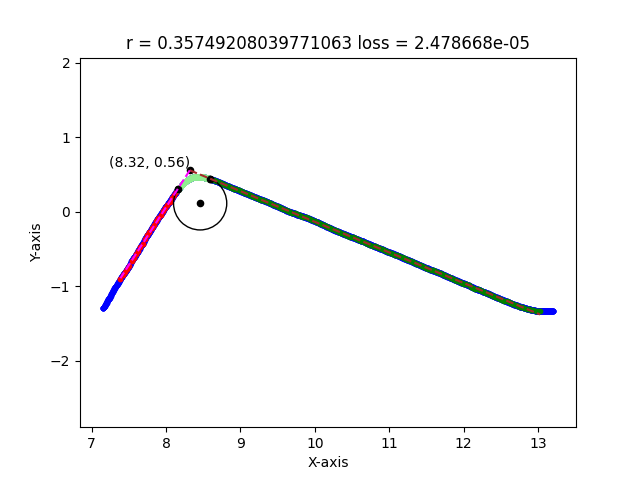 r = 0.35749208039771063 loss = 2.478668e-05
2
1
0
−1
−2
Y-axis
(8.32, 0.56)
7 8 9 10 11 12 13
X-axis